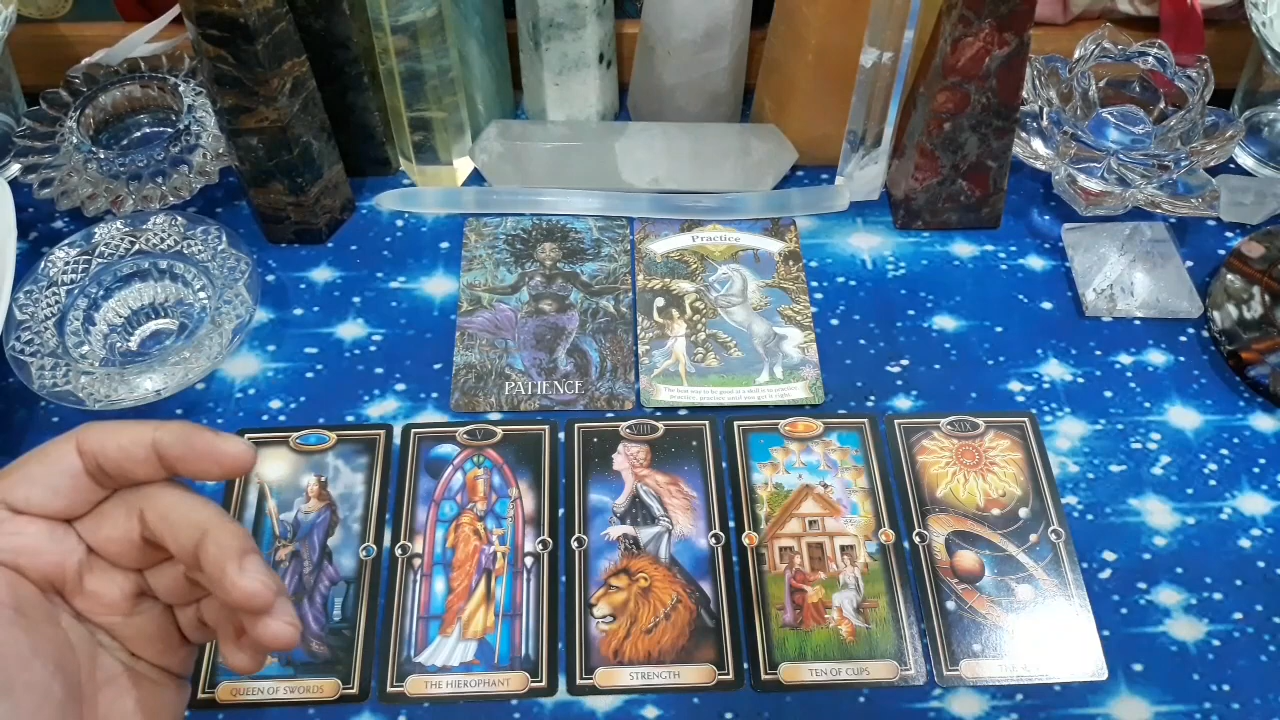 Practice
PATIENCE
The best way to be good at a skill is to practice,
practice, practice until you get it right.
V
VIII
XIX
QUEEN OF SWORDS
THE HIEROPHANT
STRENGTH
TEN OF CUPS
THE